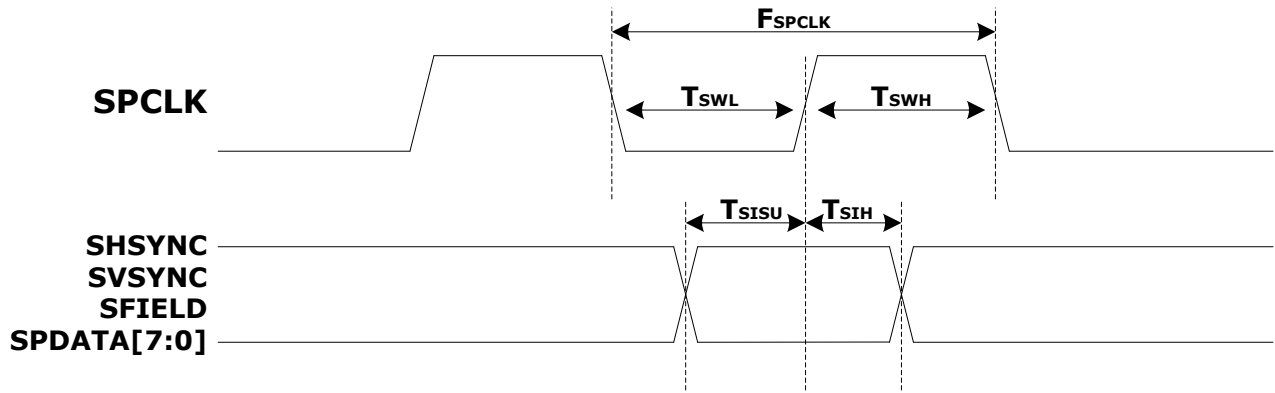 FSPCLK
SPCLK
TSWL TSWH
TSISU TSIH
SHSYNC
SVSYNC
SFIELD
SPDATA[7:0]